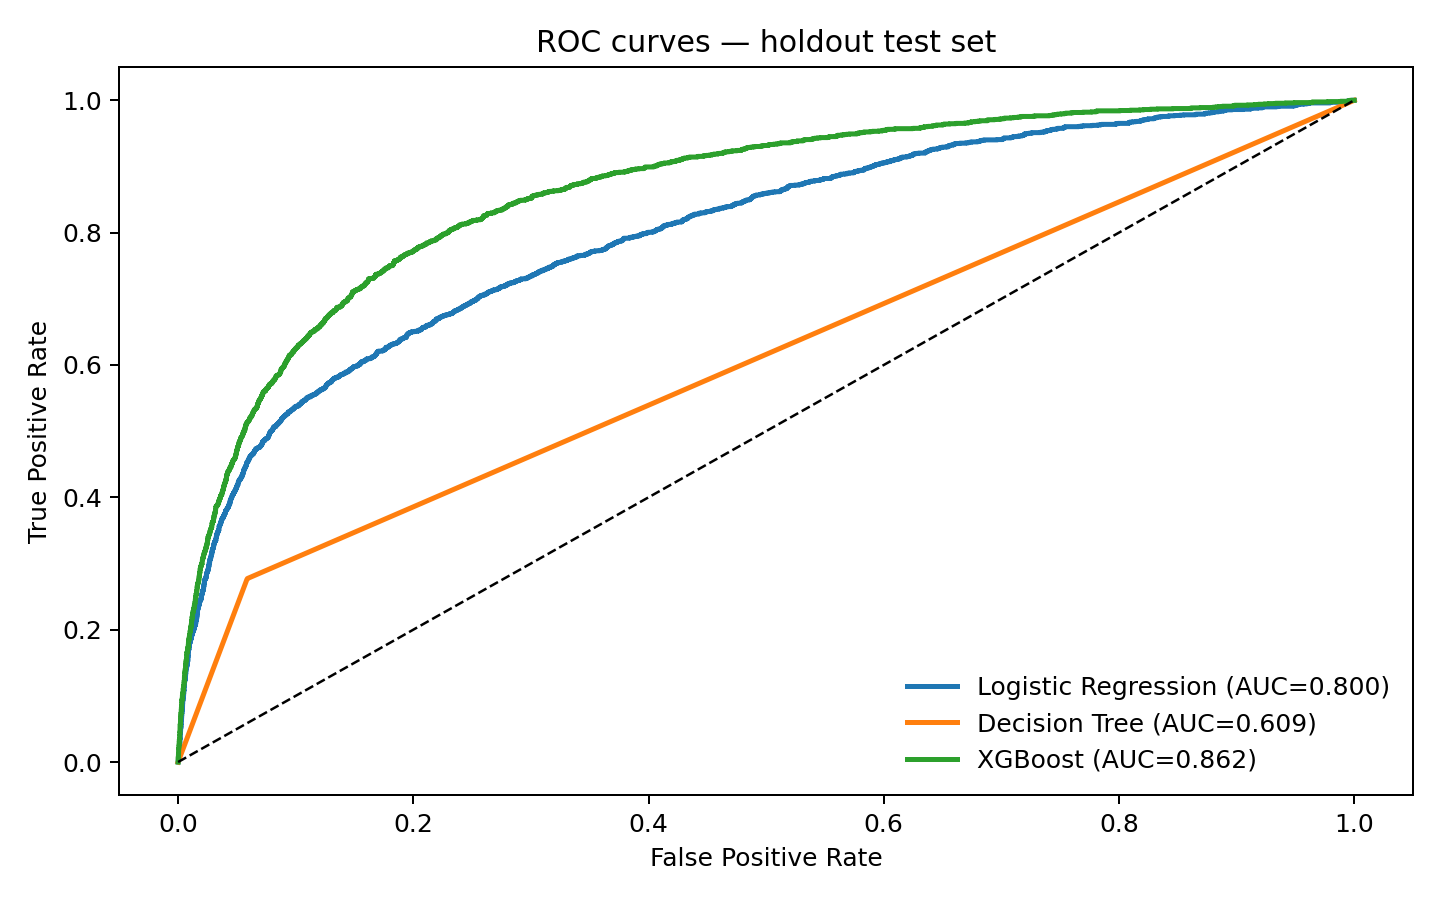 ROC curves — holdout test set
True Positive Rate
1.0
0.8
0.6
0.4
0.2
0.0
Logistic Regression (AUC=0.800)
Decision Tree (AUC=0.609)
XGBoost (AUC=0.862)
0.0 0.2 0.4 0.6 0.8 1.0
False Positive Rate